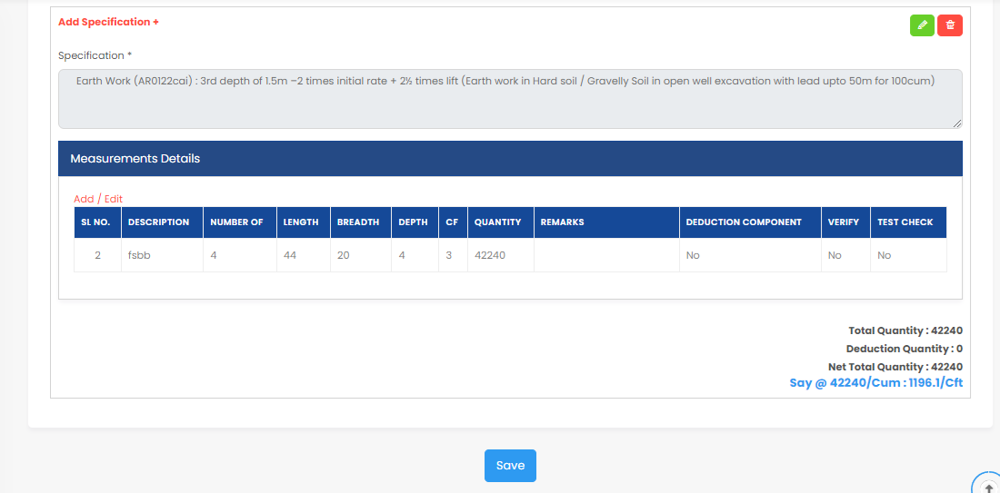 Add Specification +
Specification *
Earth Work (AR0122cai) : 3rd depth of 1.5m –2 times initial rate + 2½ times lift (Earth work in Hard soil / Gravelly Soil in open well excavation with lead upto 50m for 100cum)
Measurements Details
Add / Edit
SL NO. DESCRIPTION NUMBER OF LENGTH BREADTH DEPTH CF QUANTITY REMARKS DEDUCTION COMPONENT VERIFY TEST CHECK
2 fsbb 4 44 20 4 3 42240 No No No
Total Quantity : 42240
Deduction Quantity : 0
Net Total Quantity : 42240
Say @ 42240/Cum : 1196.1/Cft
Save